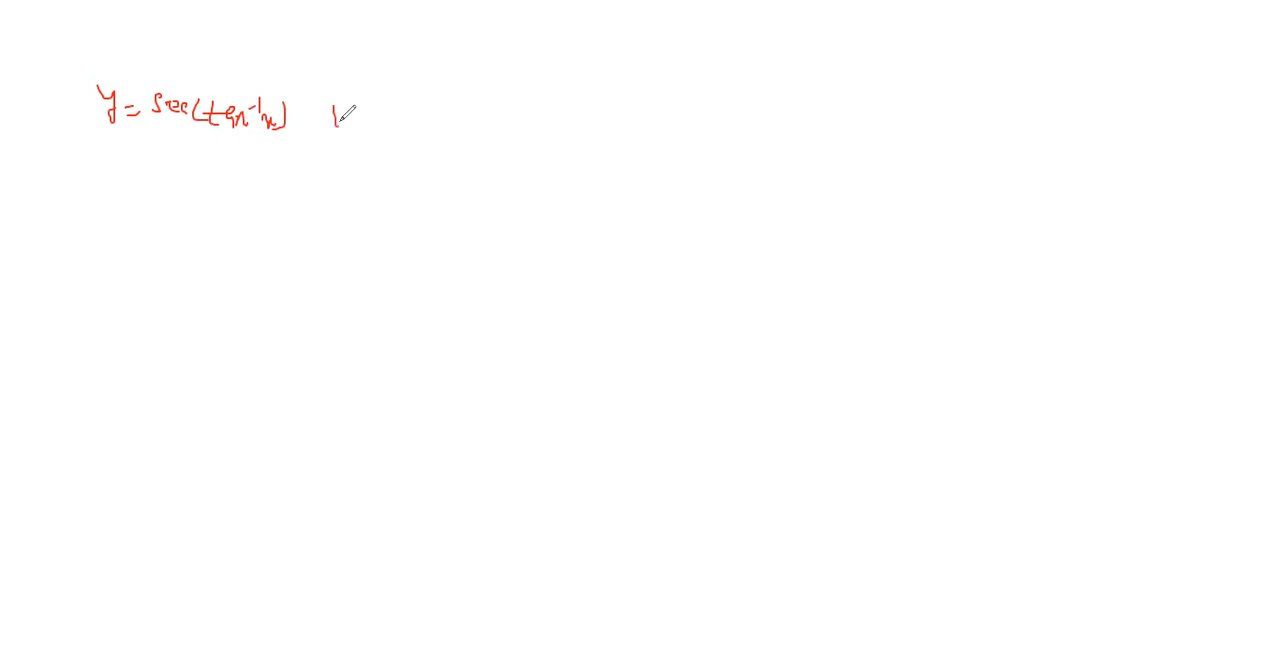 y = sec(tan⁻¹x)